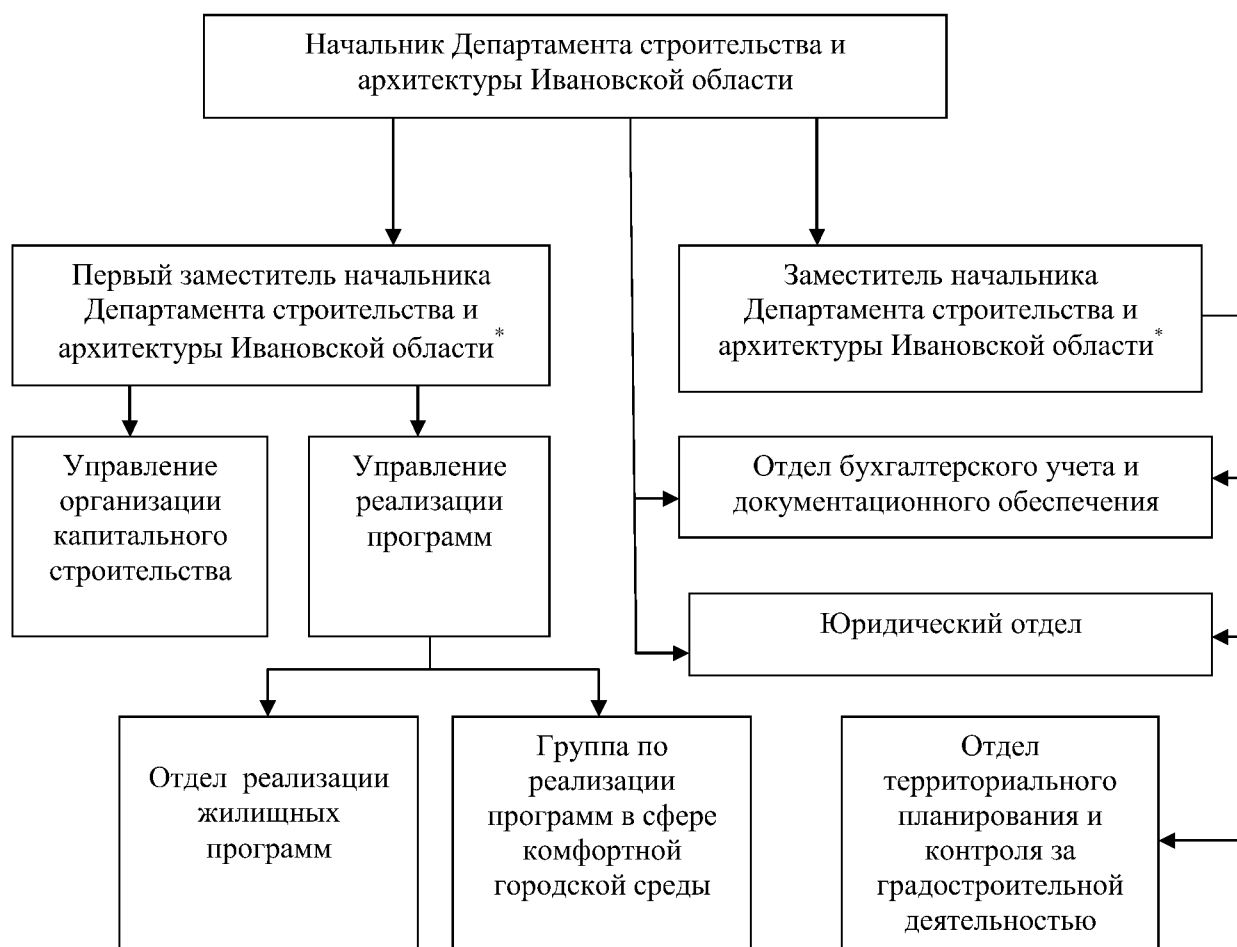 Начальник Департамента строительства и
архитектуры Ивановской области
Первый заместитель начальника
Департамента строительства и
архитектуры Ивановской области*
Заместитель начальника
Департамента строительства и
архитектуры Ивановской области*
Управление
организации
капитального
строительства
Управление
реализации
программ
Отдел бухгалтерского учета и
документационного обеспечения
Юридический отдел
Отдел реализации
жилищных
программ
Группа по
реализации
программ в сфере
комфортной
городской среды
Отдел
территориального
планирования и
контроля за
градостроительной
деятельностью